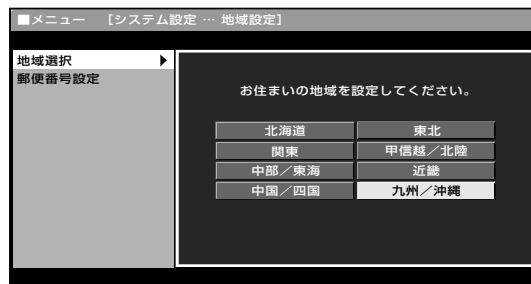 ■メニュー [システム設定 … 地域設定]
地域選択 ▶
郵便番号設定
お住まいの地域を設定してください。
北海道 東北
関東 甲信越／北陸
中部／東海 近畿
中国／四国 九州／沖縄